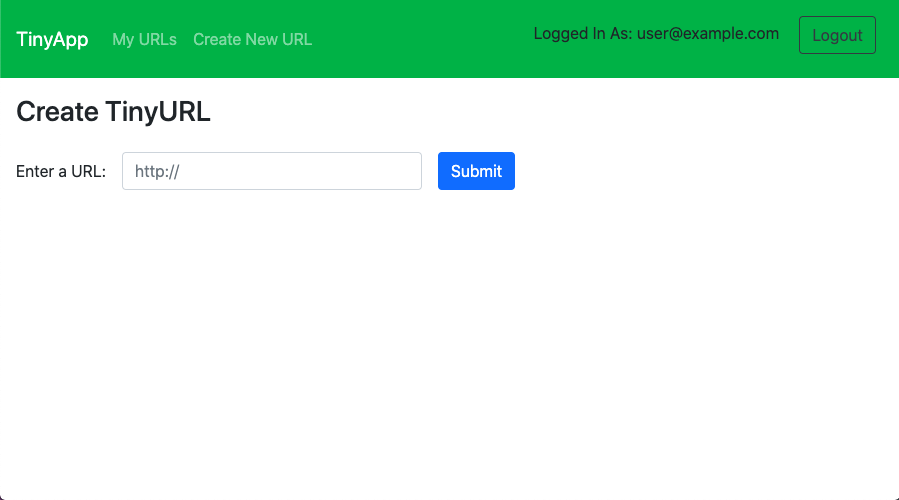 TinyApp My URLs Create New URL Logged In As: user@example.com Logout
Create TinyURL
Enter a URL: http:// Submit